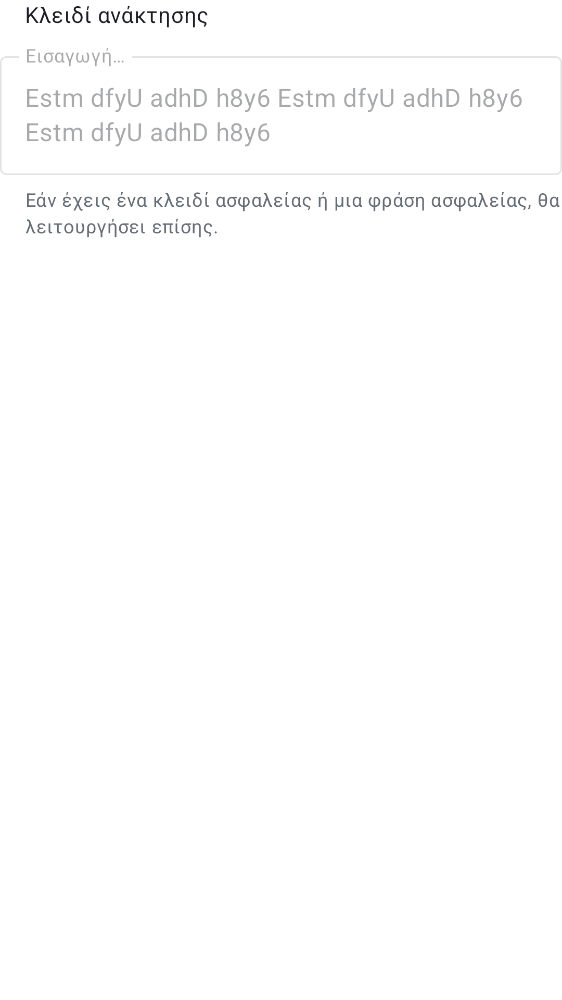 Κλειδί ανάκτησης
Εισαγωγή…
Estm dfyU adhD h8y6 Estm dfyU adhD h8y6
Estm dfyU adhD h8y6
Εάν έχεις ένα κλειδί ασφαλείας ή μια φράση ασφαλείας, θα
λειτουργήσει επίσης.